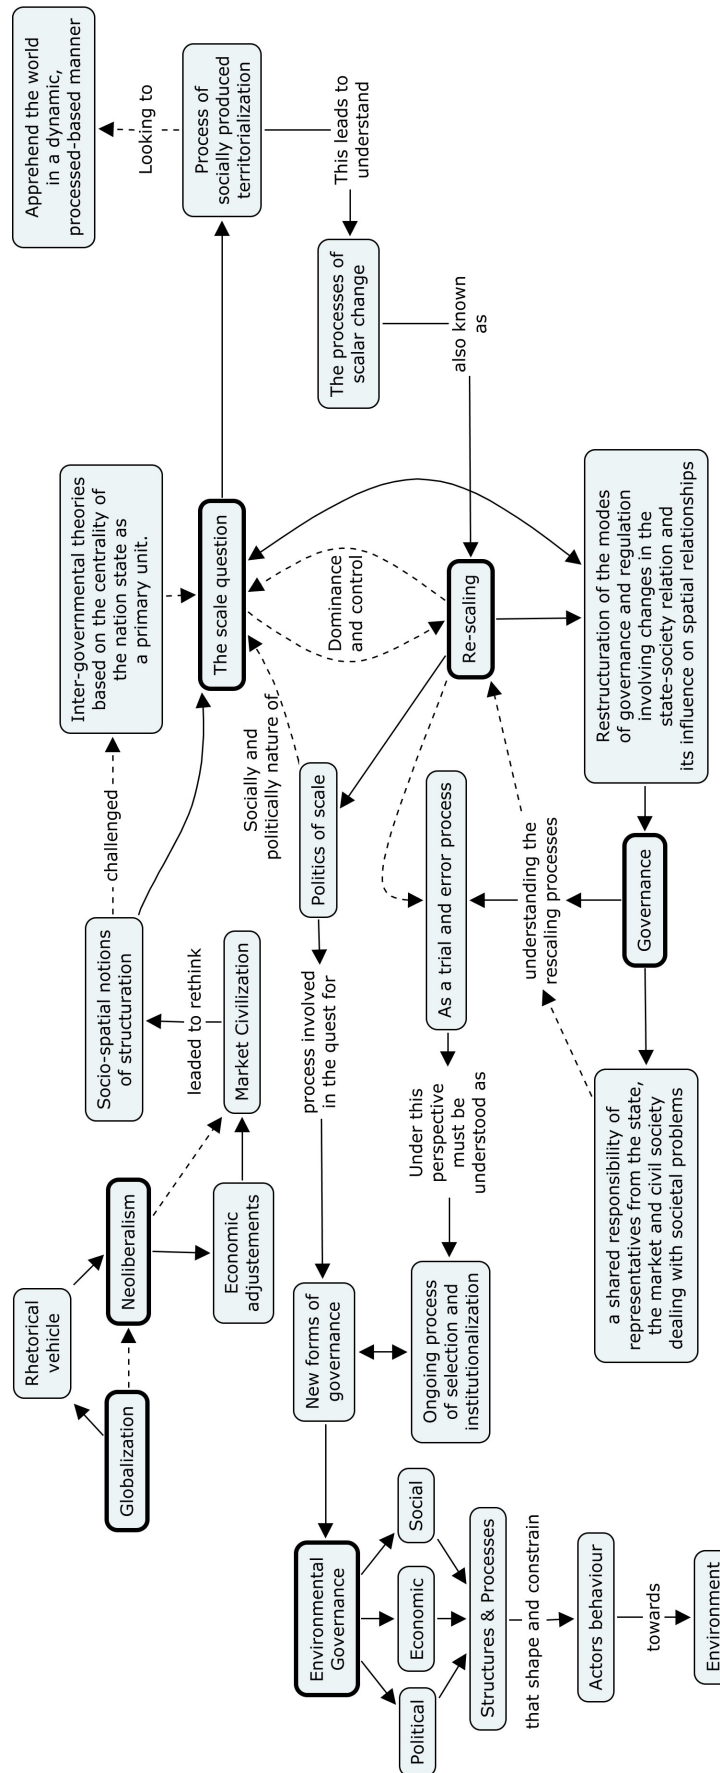 Globalization
Rhetorical
vehicle
Neoliberalism
Economic
adjustements
Market Civilization
leaded to rethink
Socio-spatial notions
of structuration
challenged
Inter-governmental theories
based on the centrality of
the nation state as
a primary unit.
The scale question
Process of
socially produced
territorialization
Looking to
Apprehend the world
in a dynamic,
processed-based manner
This leads to
understand
The processes of
scalar change
also known
as
Re-scaling
Dominance
and control
Socially and
politically nature of
Politics of scale
process involved
in the quest for
New forms of
governance
Environmental
Governance
Political
Economic
Social
Structures & Processes
that shape and constrain
Actors behaviour
towards
Environment
Ongoing process
of selection and
institutionalization
Under this
perspective
must be
understood as
As a trial and error process
understanding the
rescaling processes
Governance
a shared responsibility of
representatives from the state,
the market and civil society
dealing with societal problems
Restructuration of the modes
of governance and regulation
involving changes in the
state-society relation and
its influence on spatial relationships